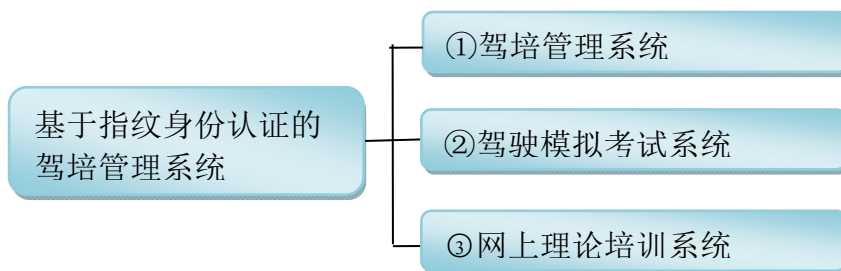 基于指纹身份认证的
驾培管理系统
①驾培管理系统
②驾驶模拟考试系统
③网上理论培训系统